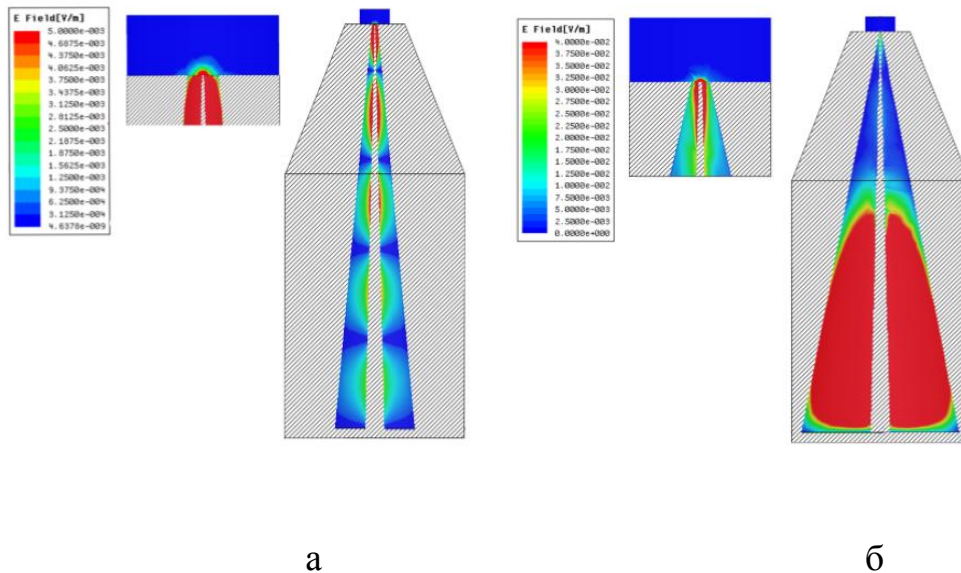 E Field[V/m]
5.0000e-003
4.6875e-003
4.3750e-003
4.0625e-003
3.7500e-003
3.4375e-003
3.1250e-003
2.8125e-003
2.5000e-003
2.1875e-003
1.8750e-003
1.5625e-003
1.2500e-003
9.3750e-004
6.2500e-004
3.1250e-004
4.6378e-009
E Field[V/m]
4.0000e-002
3.7500e-002
3.5000e-002
3.2500e-002
3.0000e-002
2.7500e-002
2.5000e-002
2.2500e-002
2.0000e-002
1.7500e-002
1.5000e-002
1.2500e-002
1.0000e-002
7.5000e-003
5.0000e-003
2.5000e-003
0.0000e+000
а
б